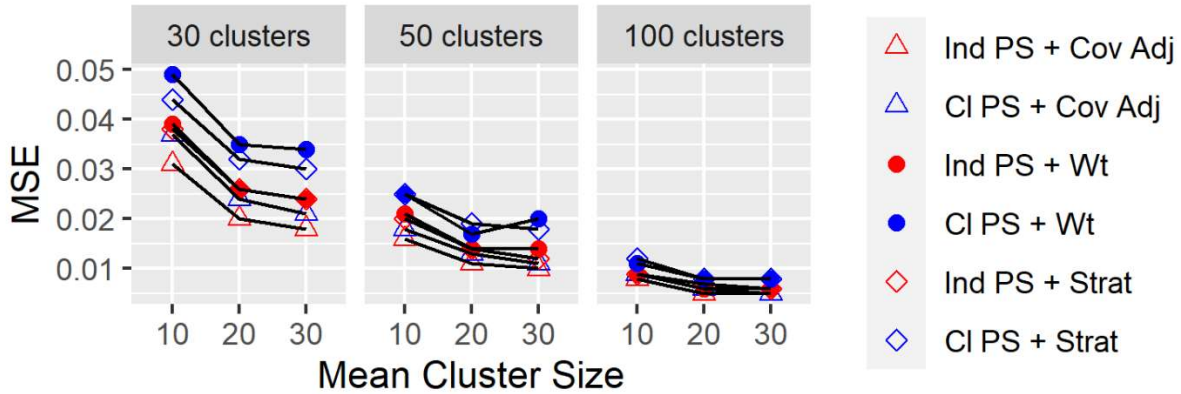 30 clusters
50 clusters
100 clusters
MSE
0.05
0.04
0.03
0.02
0.01
10 20 30
10 20 30
10 20 30
Mean Cluster Size
Ind PS + Cov Adj
Cl PS + Cov Adj
Ind PS + Wt
Cl PS + Wt
Ind PS + Strat
Cl PS + Strat